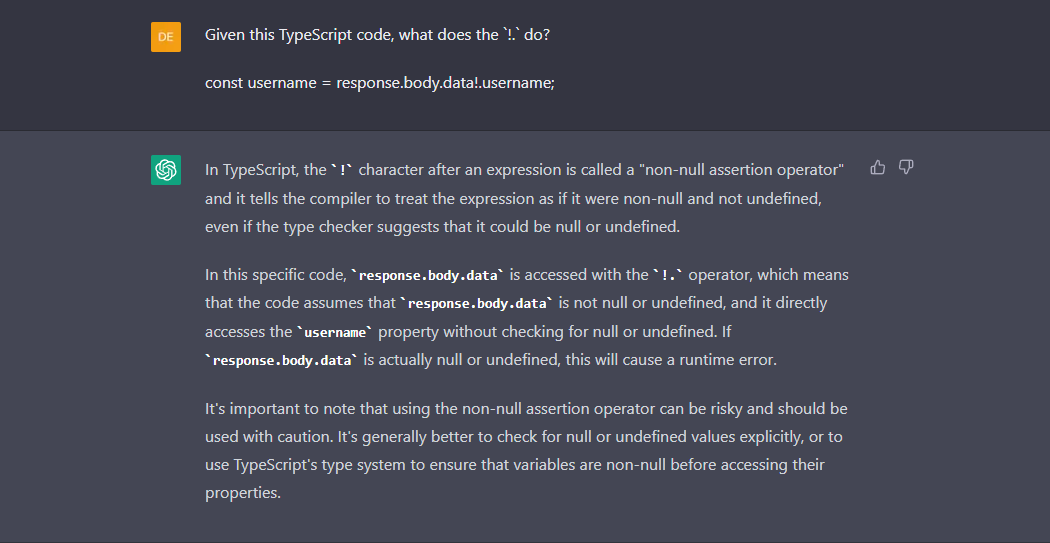 DE
Given this TypeScript code, what does the `!.` do?
const username = response.body.data!.username;
In TypeScript, the `!` character after an expression is called a "non-null assertion operator"
and it tells the compiler to treat the expression as if it were non-null and not undefined,
even if the type checker suggests that it could be null or undefined.
In this specific code, `response.body.data` is accessed with the `!.` operator, which means
that the code assumes that `response.body.data` is not null or undefined, and it directly
accesses the `username` property without checking for null or undefined. If
`response.body.data` is actually null or undefined, this will cause a runtime error.
It's important to note that using the non-null assertion operator can be risky and should be
used with caution. It's generally better to check for null or undefined values explicitly, or to
use TypeScript's type system to ensure that variables are non-null before accessing their
properties.